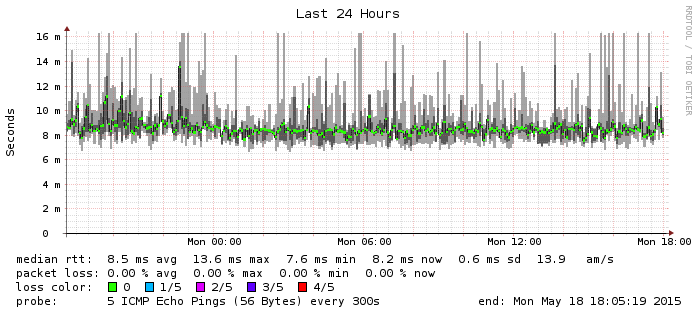 Last 24 Hours
RRDTOOL / TOBI OETIKER
Seconds
16 m
14 m
12 m
10 m
8 m
6 m
4 m
2 m
0
Mon 00:00 Mon 06:00 Mon 12:00 Mon 18:00
median rtt: 8.5 ms avg 13.6 ms max 7.6 ms min 8.2 ms now 0.6 ms sd 13.9 am/s
packet loss: 0.00 % avg 0.00 % max 0.00 % min 0.00 % now
loss color: 0 1/5 2/5 3/5 4/5
probe: 5 ICMP Echo Pings (56 Bytes) every 300s end: Mon May 18 18:05:19 2015